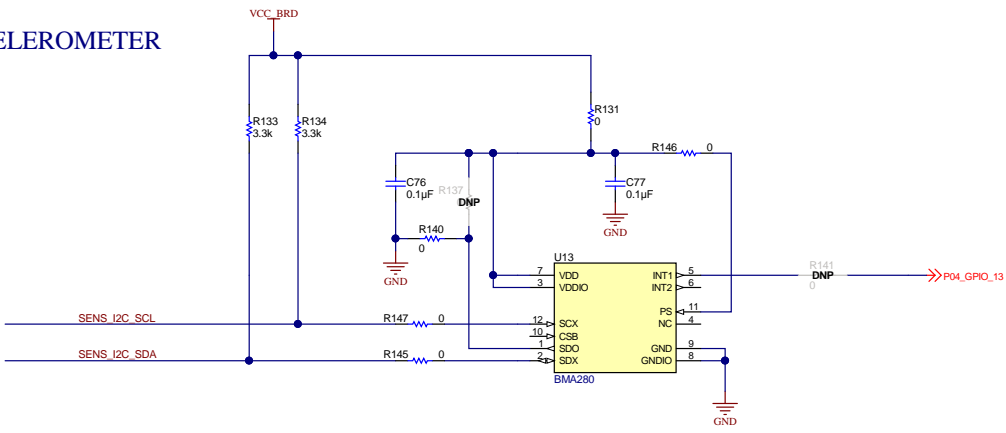 VCC_BRD
ELEROMETER
R133
3.3k
R134
3.3k
R131
0
R146 0
C76
0.1µF
R137
DNP
C77
0.1µF
R140
0
GND
GND
U13
7 VDD
3 VDDIO
INT1 5
INT2 6
R141
DNP
0
P04_GPIO_13
PS 11
NC 4
SENS_I2C_SCL
R147 0
12 SCX
10 CSB
1 SDO
2 SDX
GND 9
GNDIO 8
SENS_I2C_SDA
R145 0
BMA280
GND